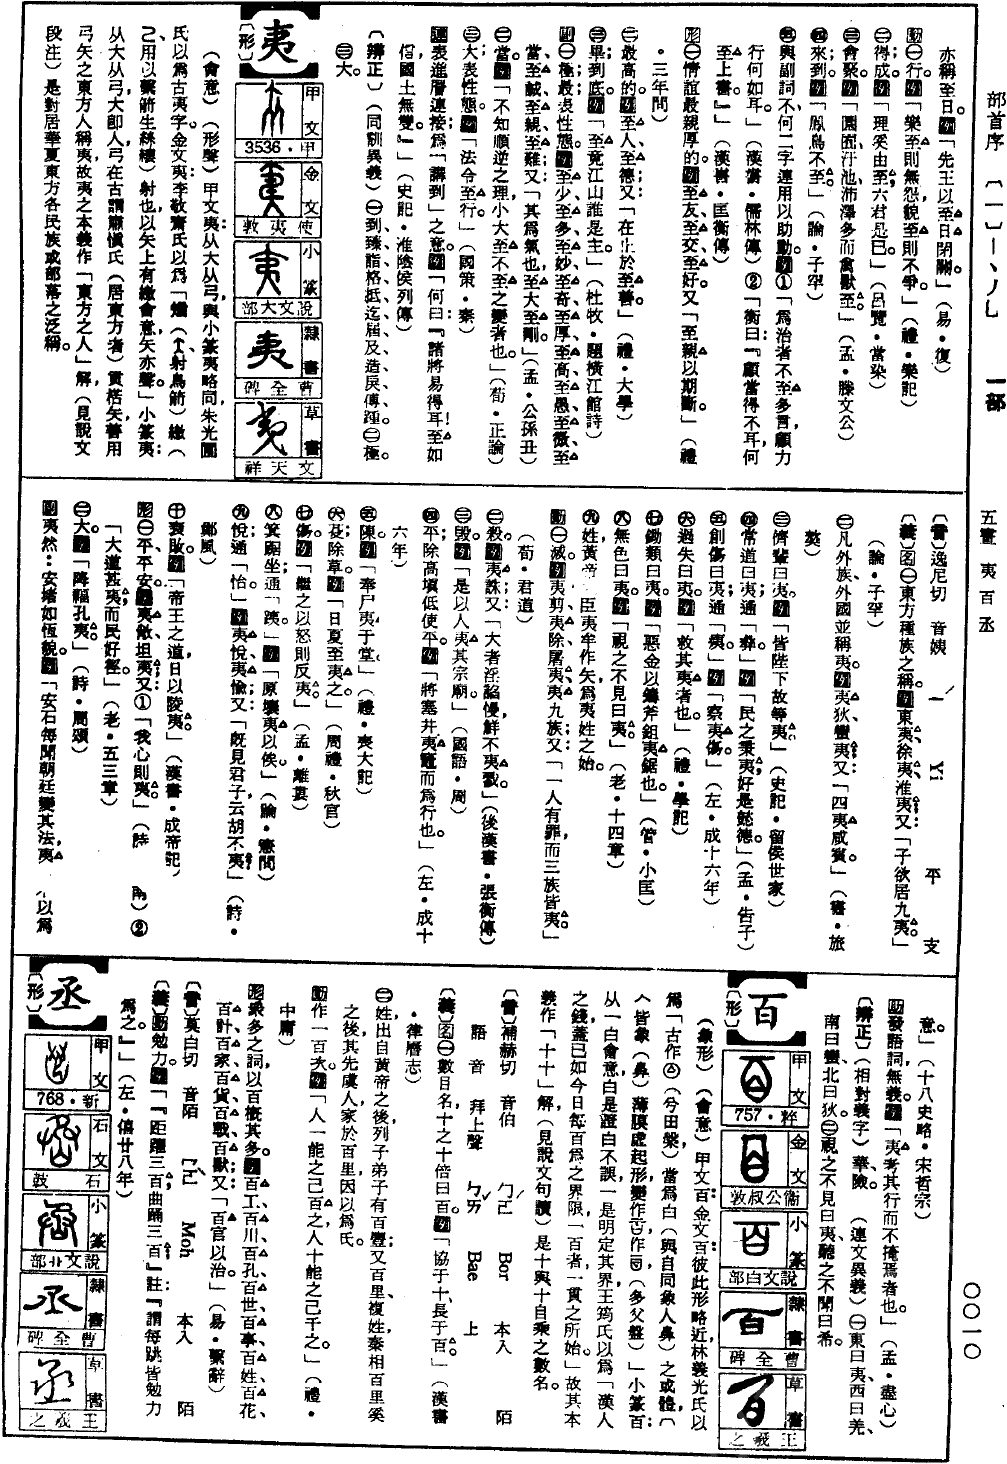 部首序 〔一〕丨、丿乚 一部
五畫 夷百丞
〇〇一〇
亦稱至日。例「先王以至日閉關。」(易·復)
動㊀行。例「樂至則無怨,禮至則不爭。」(禮·樂記)
㊁得成。例「理奚由至?六君是已。」(呂覽·當染)
㊂會聚。例「園囿汙池沛澤多而禽獸至。」(孟·滕文公)
㊃來到。例「鳳鳥不至。」(論·子罕)
副㊀與副詞不、何二字連用以助動。例①「為治者不至多言,顧力
行何如耳。」(漢書·儒林傳)②「衡曰:『顧當得不耳,何
至上書。』」(漢書·匡衡傳)
形㊀情誼最親厚的。例至友、至交、至好。又「至親以期斷。」(禮
·三年間)
㊁最高的。例至人、至德。又「在止於至善。」(禮·大學)
㊂畢到底。例「至竟江山誰是主。」(杜牧·題橫江館詩)
副㊀極最表性態。例至少、至多、至妙、至奇、至厚、至高、至愚、至微、至
當、至誠、至親、至難。又「其為氣也,至大至剛。」(孟·公孫丑)
㊁當。例「不知順逆之理,小大至不至之變者也。」(荀·正論)
㊂大表性態。例「法令至行。」(國策·秦)
連表進層連接為「講到」之意。例「何曰:『諸將易得耳!至如
信,國士無雙。』」(史記·淮陰侯列傳)
〔辨正〕(同訓異義)㊀到、臻、詣、格、抵、迄、屆、及、造、戾、傅、踵。㊁極。
㊂大。
夷
〔形〕
甲文
3536·甲
金文
敦夷使
小篆
部大文說
隸書
碑全曹
草書
祥天文
(會意)(形聲)甲文夷:从大从弓,與小篆夷略同,朱光圃
氏以為古夷字。金文夷:李敬齋氏以為「𤞤(射鳥箭)繳(
己用以繫箭生絲縷)射也,以矢上有繳會意,矢亦聲。」小篆夷:
从大从弓,大即人,弓在古謂肅愼氏(居東方者)貫楛矢善用
弓矢之東方人稱夷,故夷之本義作「東方之人」解(見說文
段注)是對居華夏東方各民族或部落之泛稱。
〔音〕逸尼切 音姨 ㄧˊ Yi 平 支
〔義〕名㊀東方種族之稱。例東夷、徐夷、淮夷。又「子欲居九夷。」
(論·子罕)
㊁凡外族、外國並稱夷。例夷狄、蠻夷。又「四夷咸賓。」(書·旅
獒)
㊂儕輩曰夷。例「皆陛下故等夷。」(史記·留侯世家)
㊃常道曰夷;通「彝」。例「民之秉夷,好是懿德。」(孟·告子)
㊄創傷曰夷;通「痍」。例「察夷傷。」(左·成十六年)
㊅過失曰夷。例「救其夷者也。」(禮·學記)
㊆鋤類曰夷。例「惡金以鑄斧、鉏、夷、鋸也。」(管·小匡)
㊇無色曰夷。例「視之不見曰夷。」(老·十四章)
㊈姓,黃帝 臣夷牟作矢,為夷姓之始。
動㊀滅。例夷剪、夷除、屠夷、夷九族。又:「一人有罪,而三族皆夷。」
(荀·君道)
㊁殺。例夷誅。又「大者淫諂慢鮮不夷戮。」(後漢書·張衡傳)
㊂毀。例「是以人夷其宗廟。」(國語·周)
㊃平除高填低使平。例「將塞井夷竈而為行也。」(左·成十
六年)
㊄陳。例「奉尸夷于堂。」(禮·喪大記)
㊅芟除草。例「日夏至夷之。」(周禮·秋官)
㊆傷。例「繼之以怒,則反夷。」(孟·離婁)
㊇箕踞坐;通「跠」。例「原壤夷以俟。」(論·憲問)
㊈悅;通「怡」。例夷悅、夷愉。又「既見君子,云胡不夷。」(詩·
鄭風)
㊉衰敗。例「帝王之道日以陵夷。」(漢書·成帝紀)
形㊀平平安。例夷敞、坦夷。又①「我心則夷。」(詩 )②
「大道甚夷而民好徑。」(老·五三章)
㊁大。例「降福孔夷。」(詩·周頌)
副夷然:安堵如恆貌。例「安石每聞朝廷變其法,夷 不以為
意。」(十八史略·宋哲宗)
助發語詞,無義。例「夷考其行而不掩焉者也。」(孟·盡心)
〔辨正〕(相對義字)華、險。(連文異義)㊀東曰夷,西曰羌、
南曰蠻,北曰狄。㊁視之不見曰夷,聽之不聞曰希。
百
〔形〕
甲文
757·粹
金文
敦叔公衞
小篆
部白文說
隸書
碑全曹
草書
之羲王
(象形)(會意)甲文百、金文百彼此形略近,林義光氏以
為「古作(兮田槃)當為白(與自同象人鼻)之或體,(
皆象(鼻)薄膜虛起形,變作百,作(多父盤)」小篆百:
从一白會意,白是證白不誤,一是明定其界,王筠氏以為「漢人
之錢蓋已如今日每百為之界限,一百者一貫之所始。」故其本
義作「十十」解(見說文句讀)是十與十自乘之數名。
〔音〕補赫切 音伯 ㄅㄛˊ Bor 本入 陌
語音 拜上聲 ㄅㄞˇ Bae 上
〔義〕名㊀數目名,十之十倍曰百。例「協于十,長于百。」(漢書
·律曆志)
㊁姓,出自黃帝之後,列子弟子有百豐;又百里,複姓,秦相百里奚
之後,其先虞人,家於百里,因以為氏。
動作一百次。例「人一能之,己百之,人十能之,己千之。」(禮·
中庸)
形最多之詞,以百概其多。例百工、百川、百孔、百世、百事、百姓、百花、
百計、百家、百貨、百戰、百獸。又「百官以治。」(易·繫辭)
〔音〕莫白切 音陌 ㄇㄛˋ Moh 本入 陌
〔義〕動勉力。例「『距躍三百,曲踊三百。』註『謂每跳皆勉力
為之。』」(左·僖廿八年)
丞
〔形〕
甲文
768·新
石文
鼓石
小篆
部廾文說
隸書
碑全曹
草書
之羲王